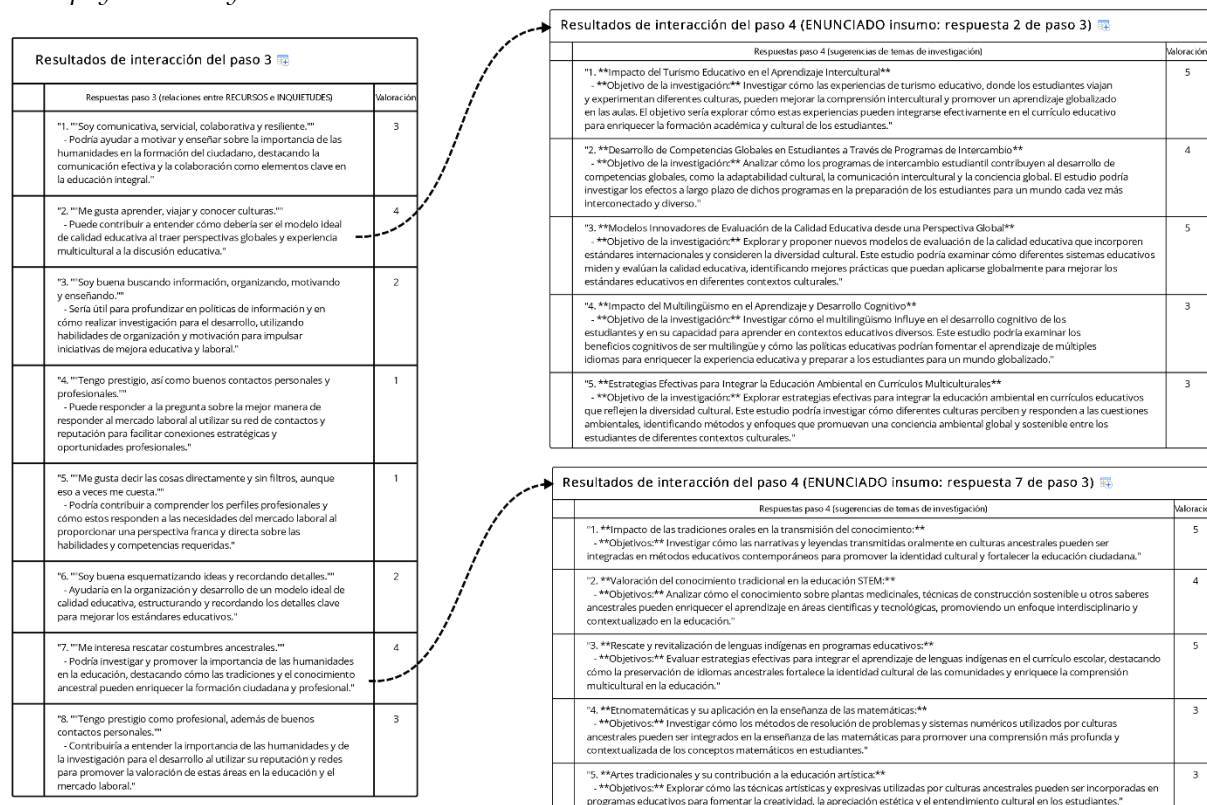 Resultados de interacción del paso 3
Respuestas paso 3 (relaciones entre RECURSOS e INQUIETUDES)
Valoración
"1. ""Soy comunicativa, servicial, colaborativa y resiliente.""
3
- Podría ayudar a motivar y enseñar sobre la importancia de las
humanidades en la formación del ciudadano, destacando la
comunicación efectiva y la colaboración como elementos clave en
la educación integral."
"2. ""Me gusta aprender, viajar y conocer culturas.""
4
- Puede contribuir a entender cómo debería ser el modelo ideal
de calidad educativa al traer perspectivas globales y experiencia
multicultural a la discusión educativa."
"3. ""Soy buena buscando información, organizando, motivando
2
y enseñando.""
- Sería útil para profundizar en políticas de información y en
cómo realizar investigación para el desarrollo, utilizando
habilidades de organización y motivación para impulsar
iniciativas de mejora educativa y laboral."
"4. ""Tengo prestigio, así como buenos contactos personales y
1
profesionales.""
- Puede responder a la pregunta sobre la mejor manera de
responder al mercado laboral al utilizar su red de contactos y
reputación para facilitar conexiones estratégicas y
oportunidades profesionales."
"5. ""Me gusta decir las cosas directamente y sin filtros, aunque
1
eso a veces me cuesta.""
- Podría contribuir a comprender los perfiles profesionales y
cómo estos responden a las necesidades del mercado laboral al
proporcionar una perspectiva franca y directa sobre las
habilidades y competencias requeridas."
"6. ""Soy buena esquematizando ideas y recordando detalles.""
2
- Ayudaría en la organización y desarrollo de un modelo ideal de
calidad educativa, estructurando y recordando los detalles clave
para mejorar los estándares educativos."
"7. ""Me interesa rescatar costumbres ancestrales.""
4
- Podría investigar y promover la importancia de las humanidades
en la educación, destacando cómo las tradiciones y el conocimiento
ancestral pueden enriquecer la formación ciudadana y profesional."
"8. ""Tengo prestigio como profesional, además de buenos
3
contactos personales.""
- Contribuiría a entender la importancia de las humanidades y de
la investigación para el desarrollo al utilizar su reputación y redes
para promover la valoración de estas áreas en la educación y el
mercado laboral."
Resultados de interacción del paso 4 (ENUNCIADO insumo: respuesta 2 de paso 3)
Respuestas paso 4 (sugerencias de temas de investigación)
Valoración
"1. **Impacto del Turismo Educativo en el Aprendizaje Intercultural**
5
- **Objetivo de la investigación:** Investigar cómo las experiencias de turismo educativo, donde los estudiantes viajan
y experimentan diferentes culturas, pueden mejorar la comprensión intercultural y promover un aprendizaje globalizado
en las aulas. El objetivo sería explorar cómo estas experiencias pueden integrarse efectivamente en el currículo educativo
para enriquecer la formación académica y cultural de los estudiantes."
"2. **Desarrollo de Competencias Globales en Estudiantes a Través de Programas de Intercambio**
4
- **Objetivo de la investigación:** Analizar cómo los programas de intercambio estudiantil contribuyen al desarrollo de
competencias globales, como la adaptabilidad cultural, la comunicación intercultural y la conciencia global. El estudio podría
investigar los efectos a largo plazo de dichos programas en la preparación de los estudiantes para un mundo cada vez más
interconectado y diverso."
"3. **Modelos Innovadores de Evaluación de la Calidad Educativa desde una Perspectiva Global**
5
- **Objetivo de la investigación:** Explorar y proponer nuevos modelos de evaluación de la calidad educativa que incorporen
estándares internacionales y consideren la diversidad cultural. Este estudio podría examinar cómo diferentes sistemas educativos
miden y evalúan la calidad educativa, identificando mejores prácticas que puedan aplicarse globalmente para mejorar los
estándares educativos en diferentes contextos culturales."
"4. **Impacto del Multilingüismo en el Aprendizaje y Desarrollo Cognitivo**
3
- **Objetivo de la investigación:** Investigar cómo el multilingüismo influye en el desarrollo cognitivo de los
estudiantes y en su capacidad para aprender en contextos educativos diversos. Este estudio podría examinar los
beneficios cognitivos de ser multilingüe y cómo las políticas educativas podrían fomentar el aprendizaje de múltiples
idiomas para enriquecer la experiencia educativa y preparar a los estudiantes para un mundo globalizado."
"5. **Estrategias Efectivas para Integrar la Educación Ambiental en Currículos Multiculturales**
3
- **Objetivo de la investigación:** Explorar estrategias efectivas para integrar la educación ambiental en currículos educativos
que reflejen la diversidad cultural. Este estudio podría investigar cómo diferentes culturas perciben y responden a las cuestiones
ambientales, identificando métodos y enfoques que promuevan una conciencia ambiental global y sostenible entre los
estudiantes de diferentes contextos culturales."
Resultados de interacción del paso 4 (ENUNCIADO insumo: respuesta 7 de paso 3)
Respuestas paso 4 (sugerencias de temas de investigación)
"1. **Impacto de las tradiciones orales en la transmisión del conocimiento:**
5
- **Objetivos:** Investigar cómo las narrativas y leyendas transmitidas oralmente en culturas ancestrales pueden ser
integradas en métodos educativos contemporáneos para promover la identidad cultural y fortalecer la educación ciudadana."
"2. **Valoración del conocimiento tradicional en la educación STEM:**
4
- **Objetivos:** Analizar cómo el conocimiento sobre plantas medicinales, técnicas de construcción sostenible u otros saberes
ancestrales pueden enriquecer el aprendizaje en áreas científicas y tecnológicas, promoviendo un enfoque interdisciplinario y
contextualizado en la educación."
"3. **Rescate y revitalización de lenguas indígenas en programas educativos:**
5
- **Objetivos:** Evaluar estrategias efectivas para integrar el aprendizaje de lenguas indígenas en el currículo escolar, destacando
cómo la preservación de idiomas ancestrales fortalece la identidad cultural de las comunidades y enriquece la comprensión
multicultural en la educación."
"4. **Etnomatemáticas y su aplicación en la enseñanza de las matemáticas:**
3
- **Objetivos:** Investigar cómo los métodos de resolución de problemas y sistemas numéricos utilizados por culturas
ancestrales pueden ser integrados en la enseñanza de las matemáticas para promover una comprensión más profunda y
contextualizada de los conceptos matemáticos en estudiantes."
"5. **Artes tradicionales y su contribución a la educación artística:**
3
- **Objetivos:** Explorar cómo las técnicas artísticas y expresivas utilizadas por culturas ancestrales pueden ser incorporadas en
programas educativos para fomentar la creatividad, la apreciación estética y el entendimiento cultural en los estudiantes."